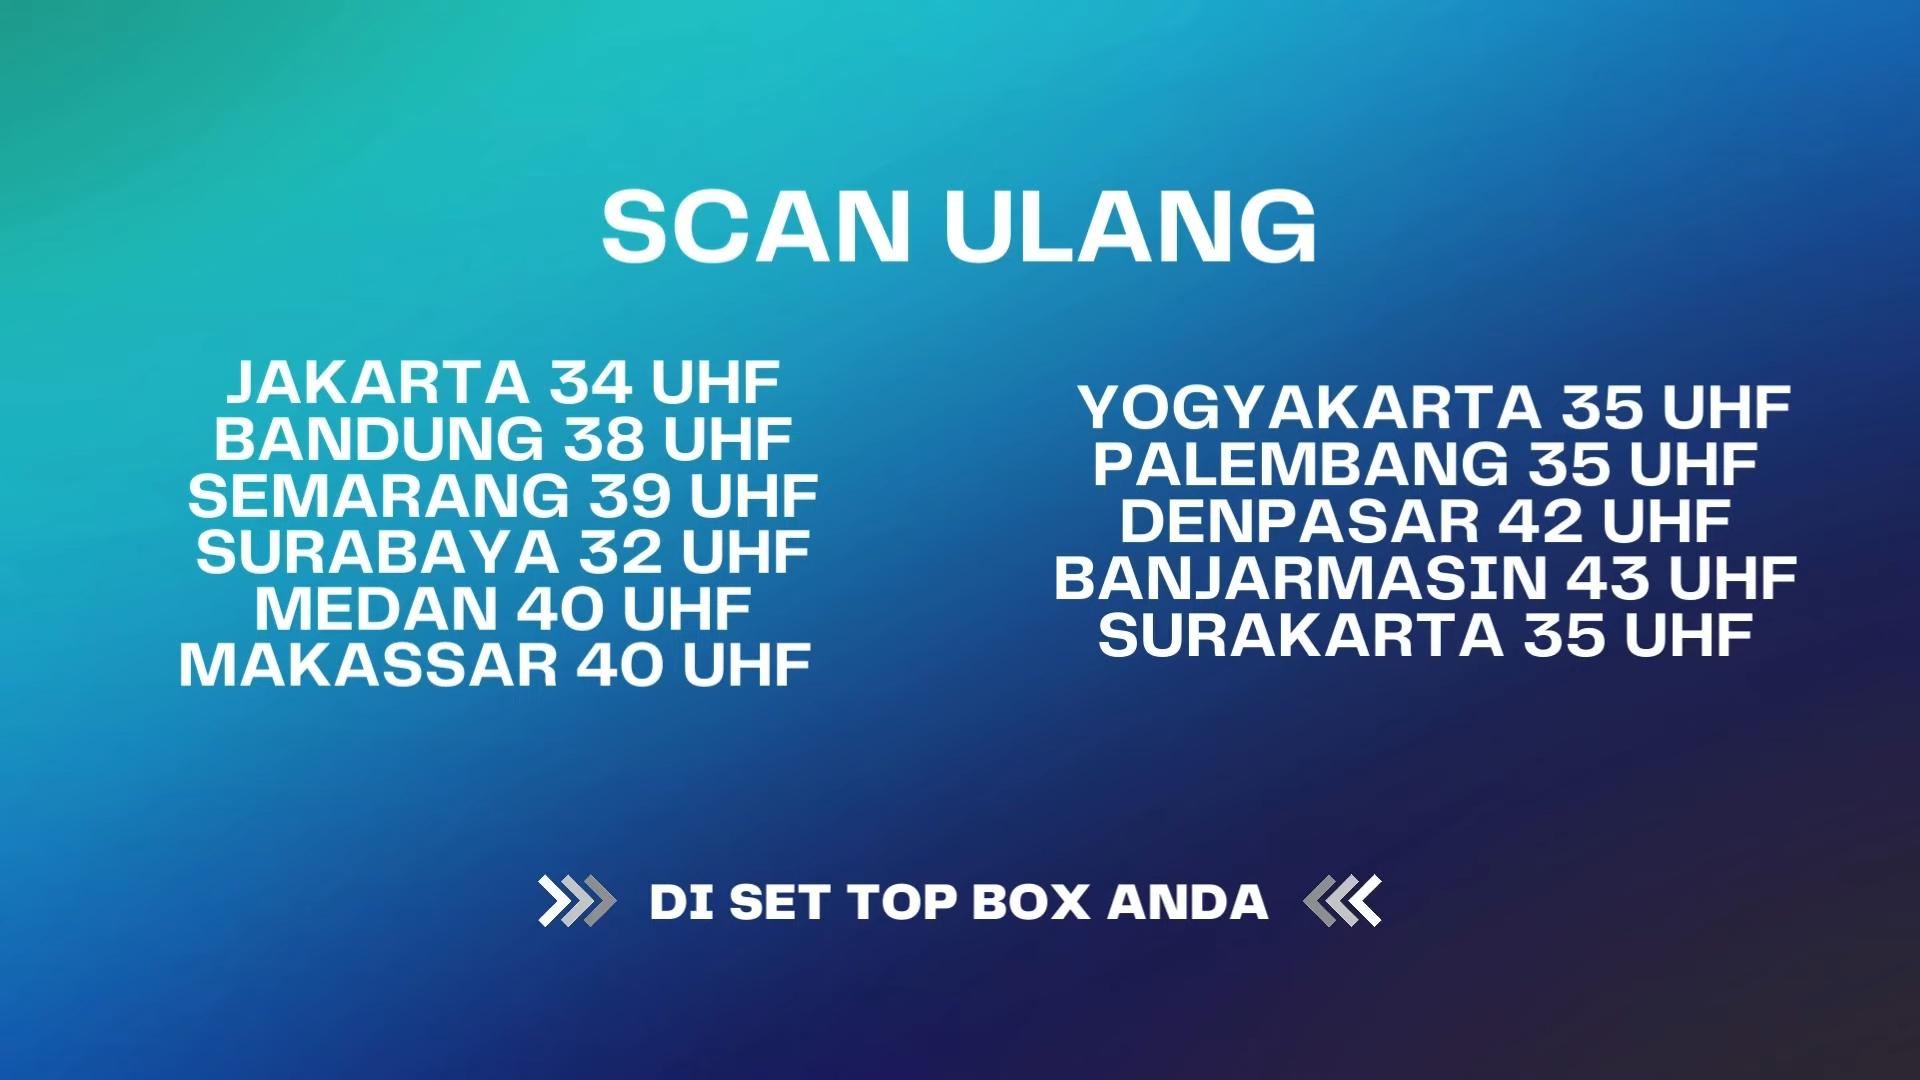 SCAN ULANG
JAKARTA 34 UHF
BANDUNG 38 UHF
SEMARANG 39 UHF
SURABAYA 32 UHF
MEDAN 40 UHF
MAKASSAR 40 UHF
YOGYAKARTA 35 UHF
PALEMBANG 35 UHF
DENPASAR 42 UHF
BANJARMASIN 43 UHF
SURAKARTA 35 UHF
DI SET TOP BOX ANDA